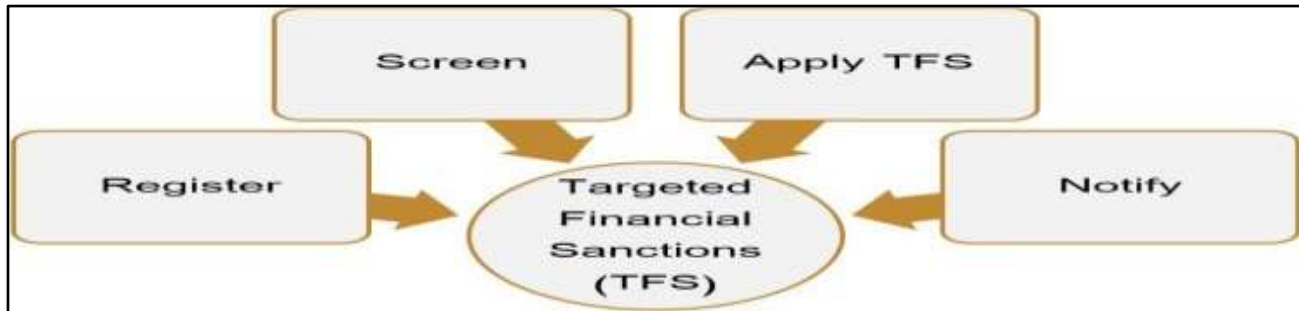 Screen
Apply TFS
Register
Notify
Targeted
Financial
Sanctions
(TFS)